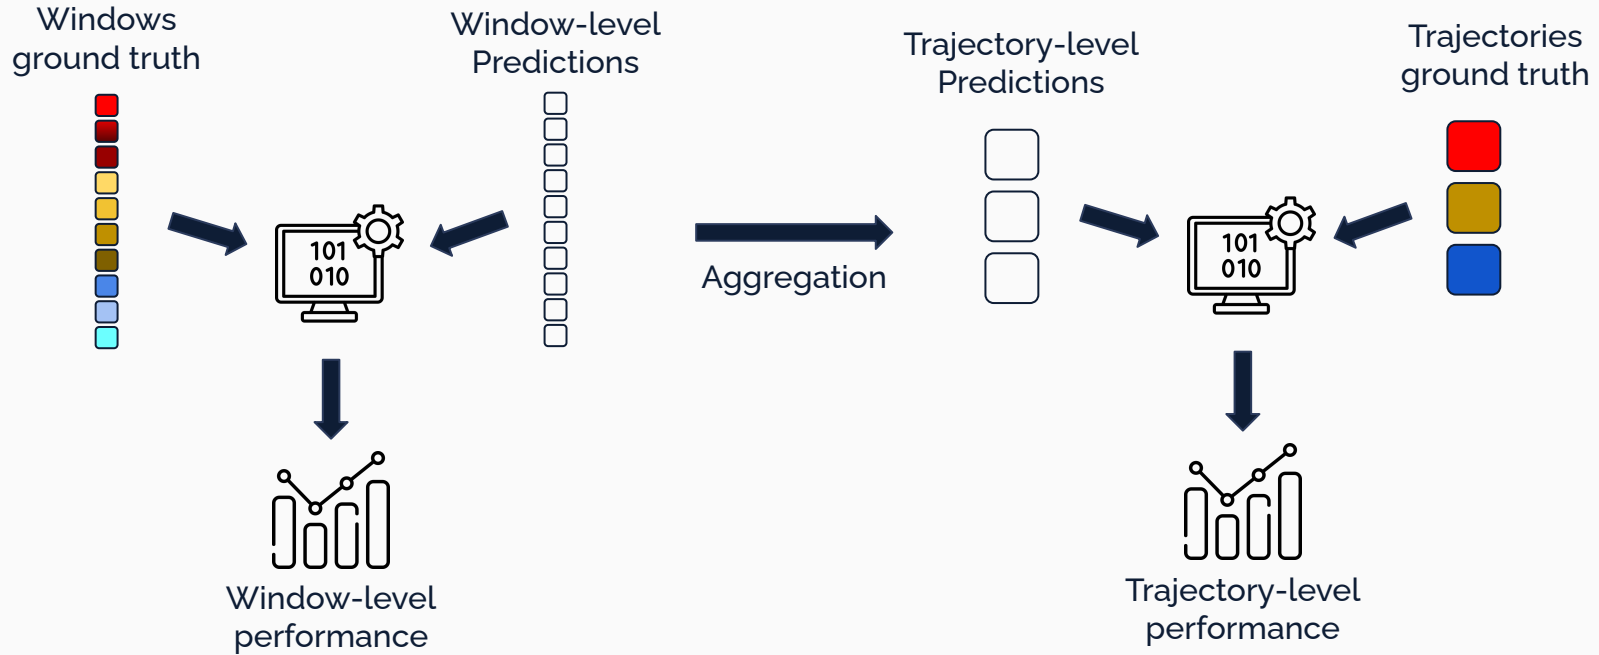 Windows
ground truth
Window-level
Predictions
Trajectory-level
Predictions
Trajectories
ground truth
101
010
Aggregation
101
010
Window-level
performance
Trajectory-level
performance